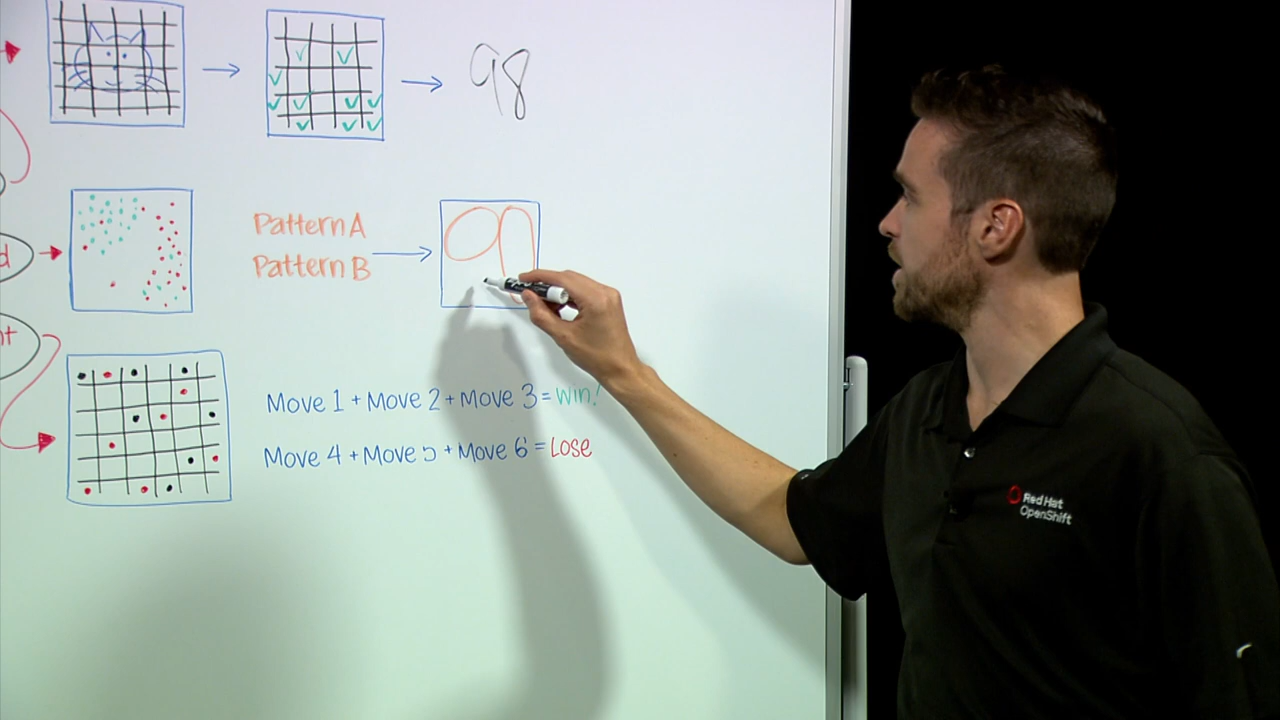 98
Pattern A
Pattern B
d
nt
Move 1 + Move 2 + Move 3 = Win!
Move 4 + Move 5 + Move 6 = Lose
Red Hat
OpenShift